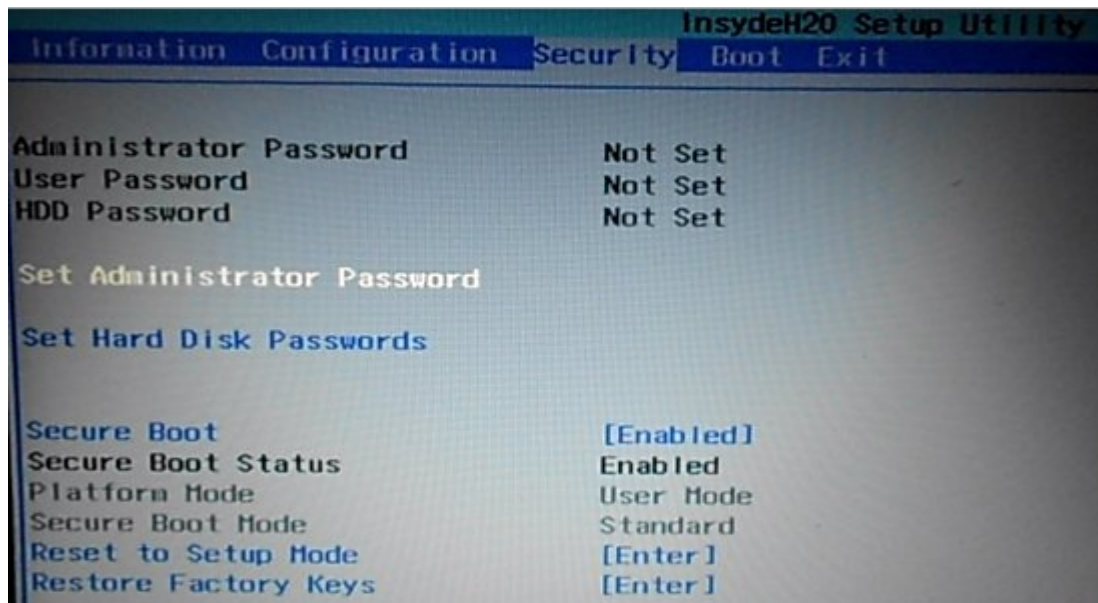 InsydeH20 Setup Utility
Information Configuration Security Boot Exit
Administrator Password Not Set
User Password Not Set
HDD Password Not Set
Set Administrator Password
Set Hard Disk Passwords
Secure Boot [Enabled]
Secure Boot Status Enabled
Platform Mode User Mode
Secure Boot Mode Standard
Reset to Setup Mode [Enter]
Restore Factory Keys [Enter]